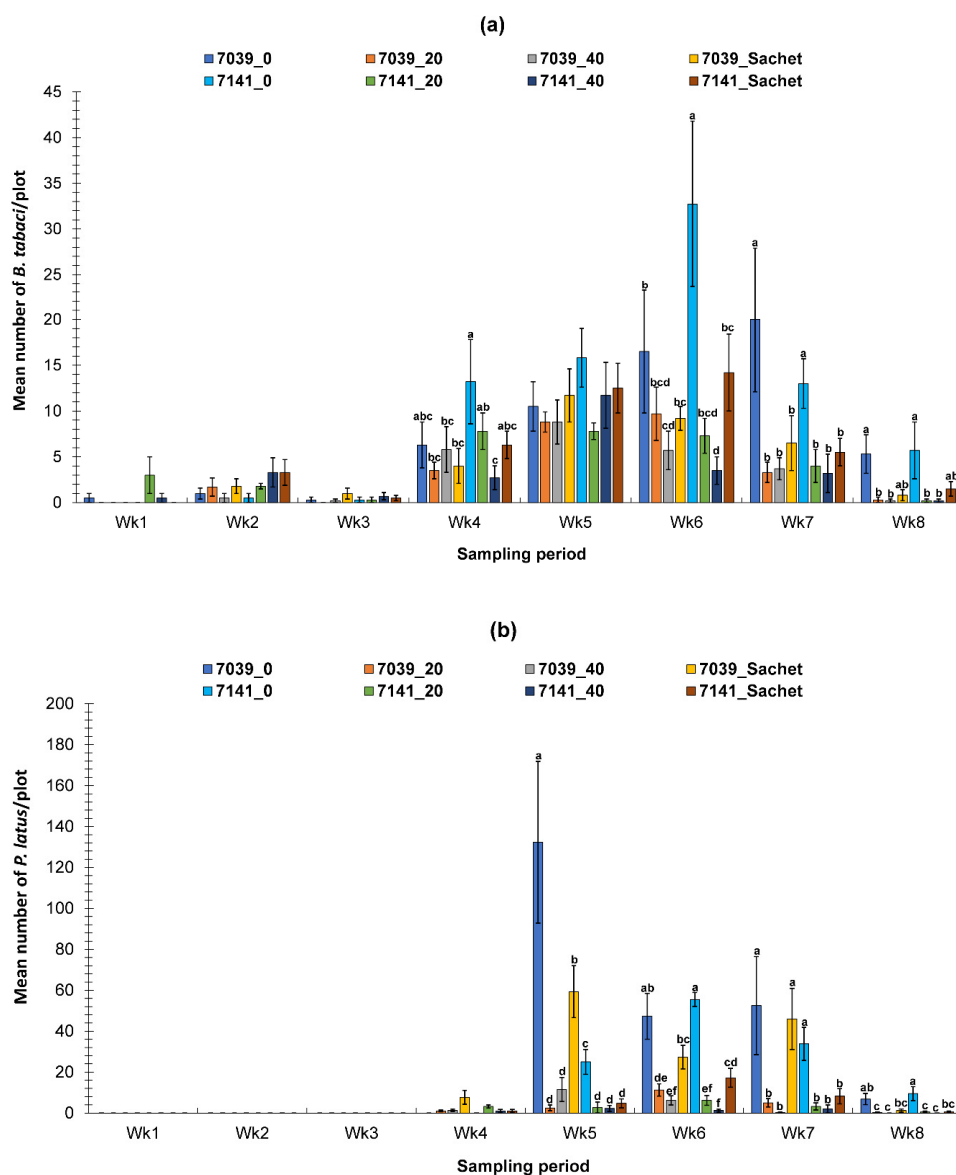 (a)
7039_0 7039_20 7039_40 7039_Sachet
7141_0 7141_20 7141_40 7141_Sachet
Mean number of B. tabaci/plot
45
40
35
30
25
20
15
10
5
0
a
a
a
b
bc
abc
bc
abc
bc
ab
c
abc
bcd
cd
bc
bcd
d
b
b
b
a
b
b
b
a
b
b
ab
a
b
b
ab
Wk1 Wk2 Wk3 Wk4 Wk5 Wk6 Wk7 Wk8
Sampling period
(b)
7039_0 7039_20 7039_40 7039_Sachet
7141_0 7141_20 7141_40 7141_Sachet
Mean number of P. latus/plot
200
180
160
140
120
100
80
60
40
20
0
a
d
d
b
c
d
d
d
ab
de
ef
bc
a
ef
f
cd
a
b
b
a
a
b
b
b
ab
c
c
bc
a
c
c
bc
Wk1 Wk2 Wk3 Wk4 Wk5 Wk6 Wk7 Wk8
Sampling period